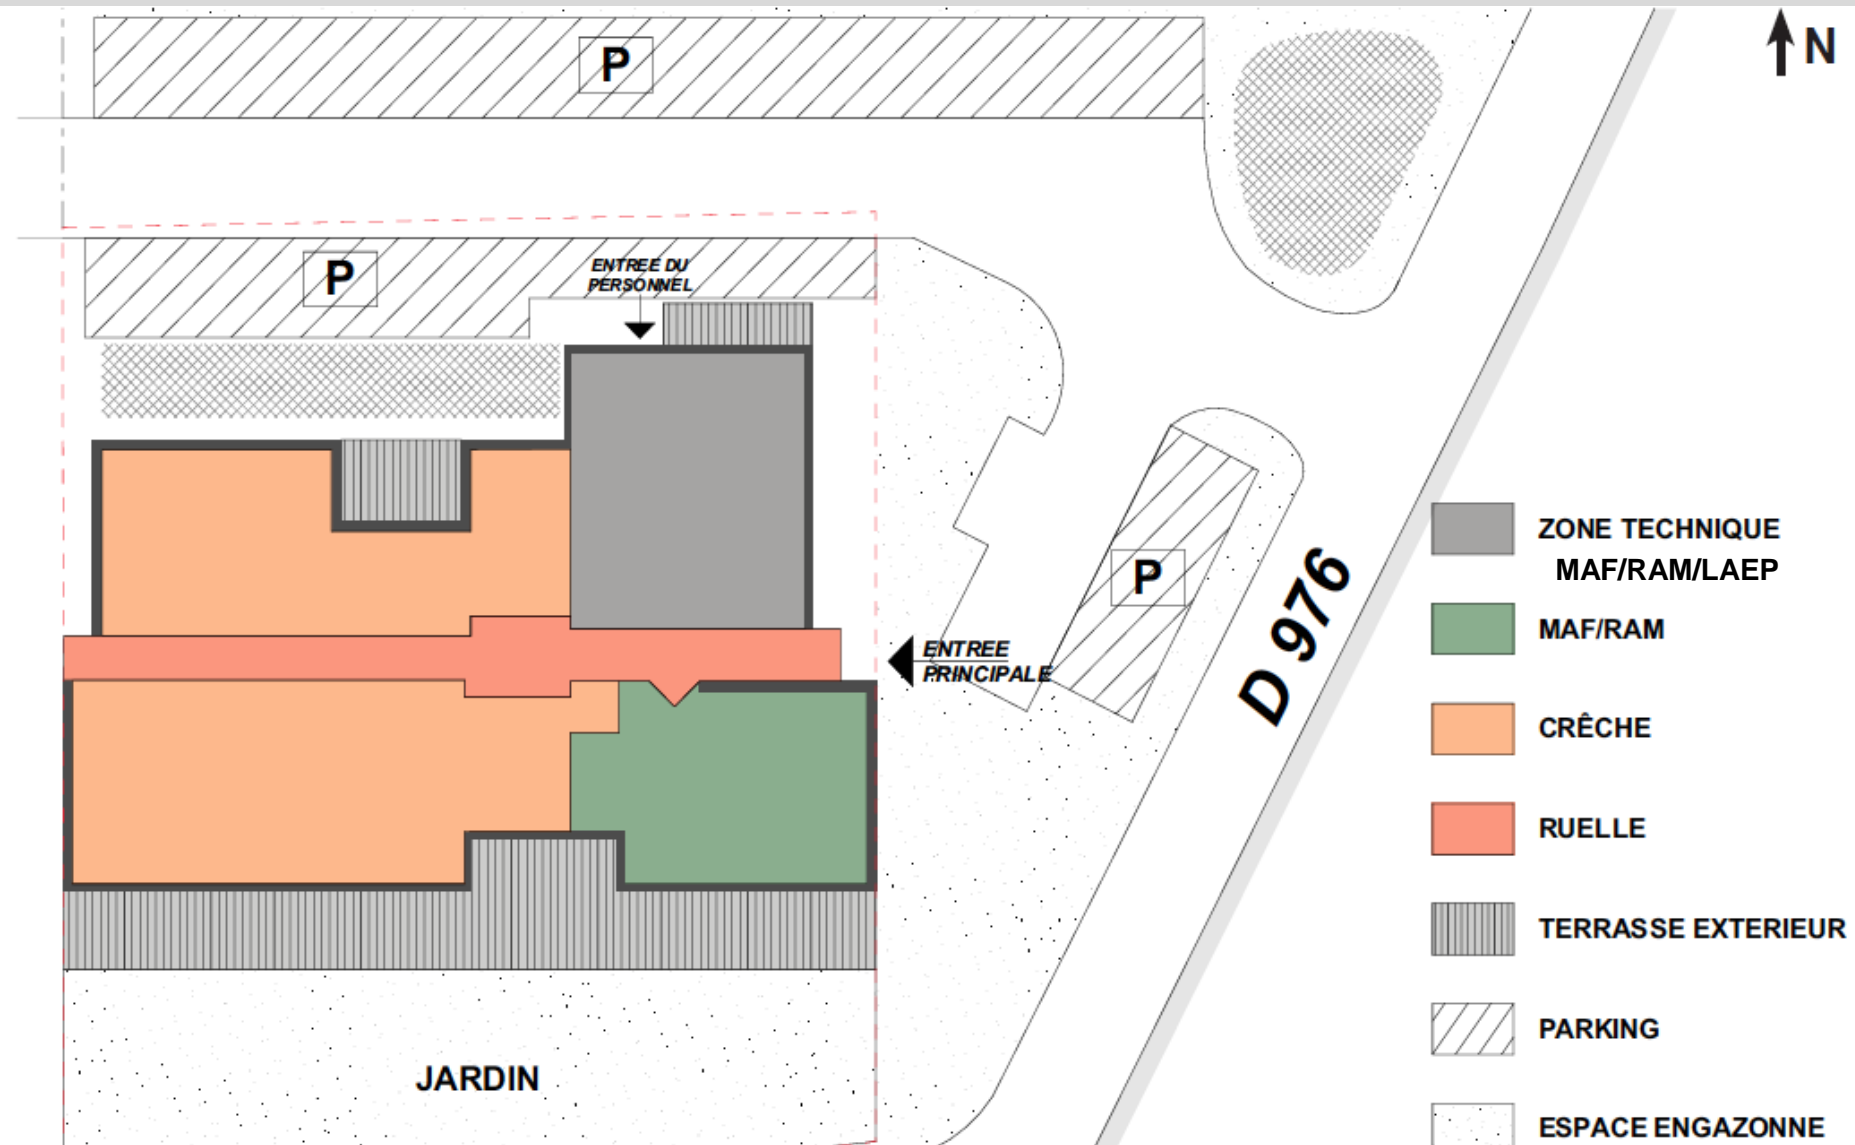 P
N
P
ENTREE DU
PERSONNEL
P
ENTREE
PRINCIPALE
D 976
JARDIN
ZONE TECHNIQUE
MAF/RAM/LAEP
MAF/RAM
CRÊCHE
RUELLE
TERRASSE EXTERIEUR
PARKING
ESPACE ENGAZONNE